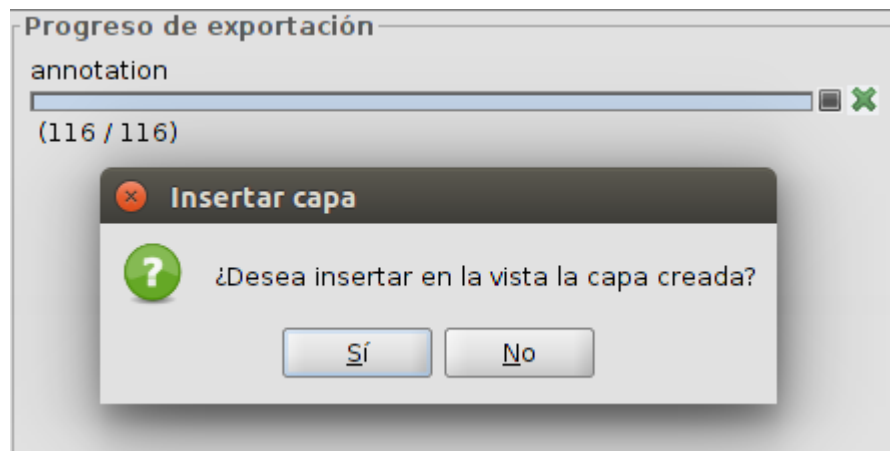 Progreso de exportación
annotation
(116 / 116)
Insertar capa
¿Desea insertar en la vista la capa creada?
Sí
No